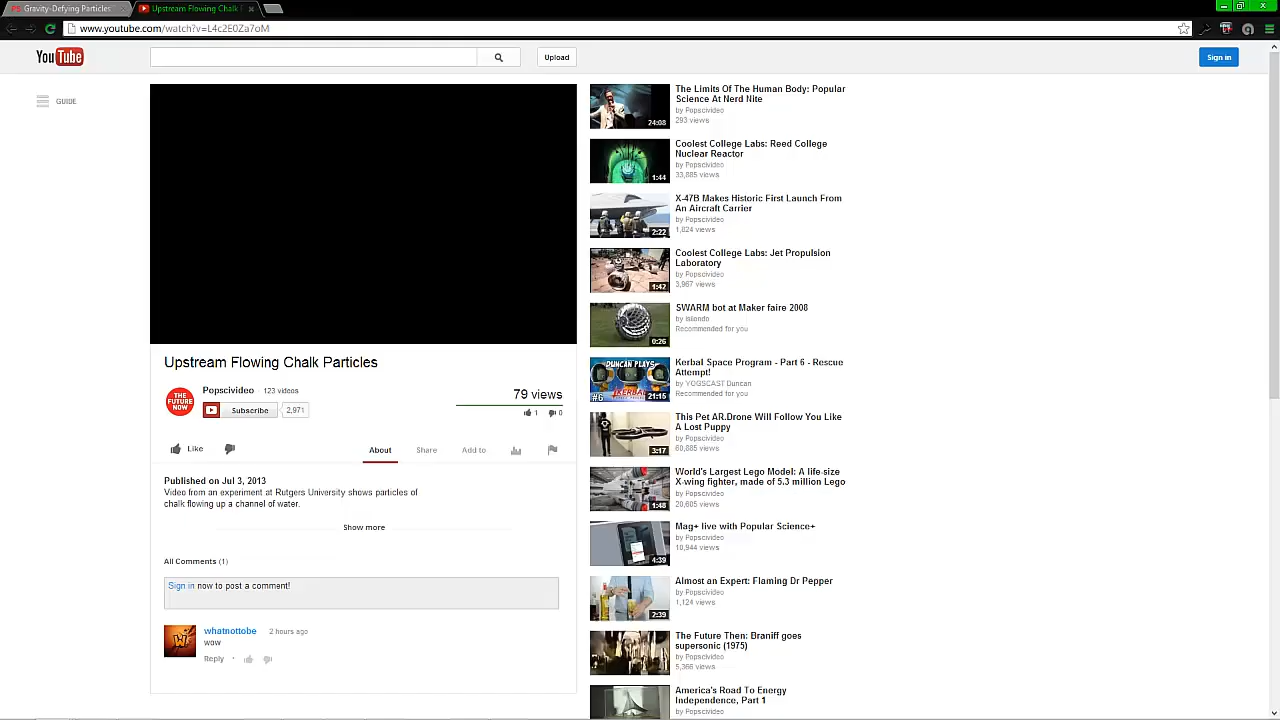 Gravity-Defying Particles
Upstream Flowing Chalk
www.youtube.com/watch?v=L4c2E0Za7oM
YouTube
Upload
Sign in
GUIDE
Upstream Flowing Chalk Particles
THE FUTURE NOW
Popscivideo · 123 videos
Subscribe
2,971
79 views
1
0
Like
About
Share
Add to
Published on Jul 3, 2013
Video from an experiment at Rutgers University shows particles of
chalk flowing up a channel of water.
Show more
All Comments (1)
Sign in now to post a comment!
whatnottobe 2 hours ago
wow
Reply ·
24:08
The Limits Of The Human Body: Popular
Science At Nerd Nite
by Popscivideo
293 views
1:44
Coolest College Labs: Reed College
Nuclear Reactor
by Popscivideo
33,885 views
2:22
X-47B Makes Historic First Launch From
An Aircraft Carrier
by Popscivideo
1,824 views
1:42
Coolest College Labs: Jet Propulsion
Laboratory
by Popscivideo
3,967 views
0:26
SWARM bot at Maker faire 2008
by
Recommended for you
DUNCAN PLAYS
KERBAL
#6
21:15
Kerbal Space Program - Part 6 - Rescue
Attempt!
by YOGSCAST Duncan
Recommended for you
3:17
This Pet AR.Drone Will Follow You Like
A Lost Puppy
by Popscivideo
60,885 views
1:48
World's Largest Lego Model: A life-size
X-wing fighter, made of 5.3 million Lego
by Popscivideo
20,605 views
4:39
Mag+ live with Popular Science+
by Popscivideo
10,944 views
2:39
Almost an Expert: Flaming Dr Pepper
by Popscivideo
1,124 views
The Future Then: Braniff goes
supersonic (1975)
by Popscivideo
5,366 views
America's Road To Energy
Independence, Part 1
by Popscivideo